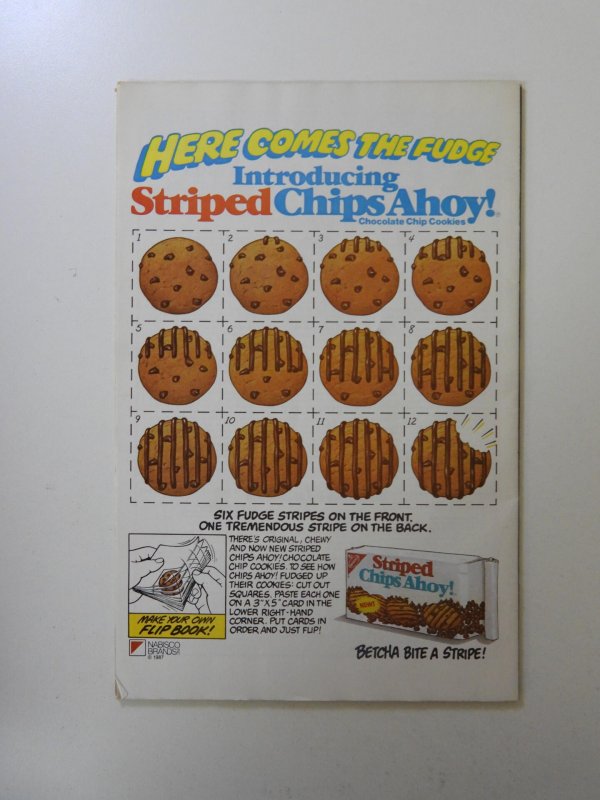 HERE COMES THE FUDGE
Introducing
Striped Chips Ahoy!®
Chocolate Chip Cookies
1 2 3 4
5 6 7 8
9 10 11 12
SIX FUDGE STRIPES ON THE FRONT.
ONE TREMENDOUS STRIPE ON THE BACK.
THERE'S ORIGINAL, CHEWY
AND NOW NEW STRIPED
CHIPS AHOY! CHOCOLATE
CHIP COOKIES. TO SEE HOW
CHIPS AHOY! FUDGED UP
THEIR COOKIES: CUT OUT
SQUARES. PASTE EACH ONE
ON A 3"X5" CARD IN THE
LOWER RIGHT-HAND
CORNER. PUT CARDS IN
ORDER, AND JUST FLIP!
MAKE YOUR OWN
FLIP BOOK!
NABISCO
BRANDS
© 1987
Striped
Chips Ahoy!
NEW!
BETCHA BITE A STRIPE!